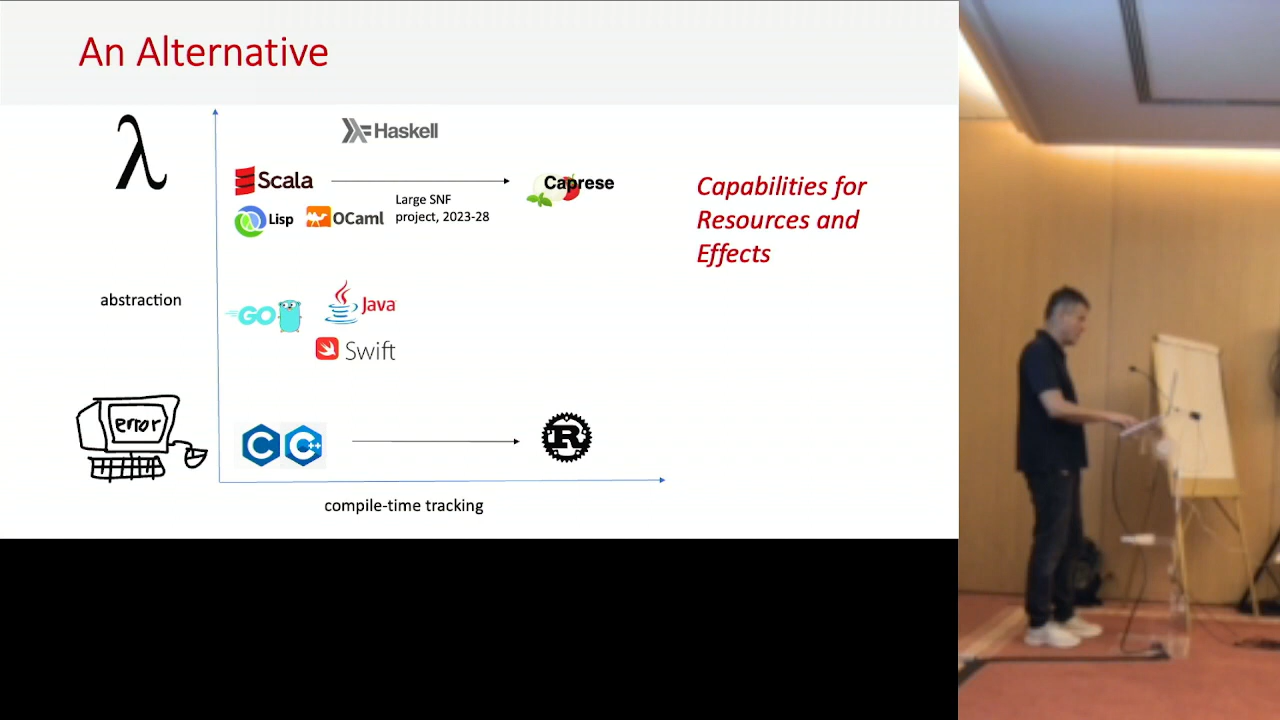 An Alternative
λ
Haskell
Scala
Caprese
Large SNF
project, 2023-28
Lisp
OCaml
Capabilities for
Resources and
Effects
abstraction
GO
Java
Swift
error
C
C++
R
compile-time tracking